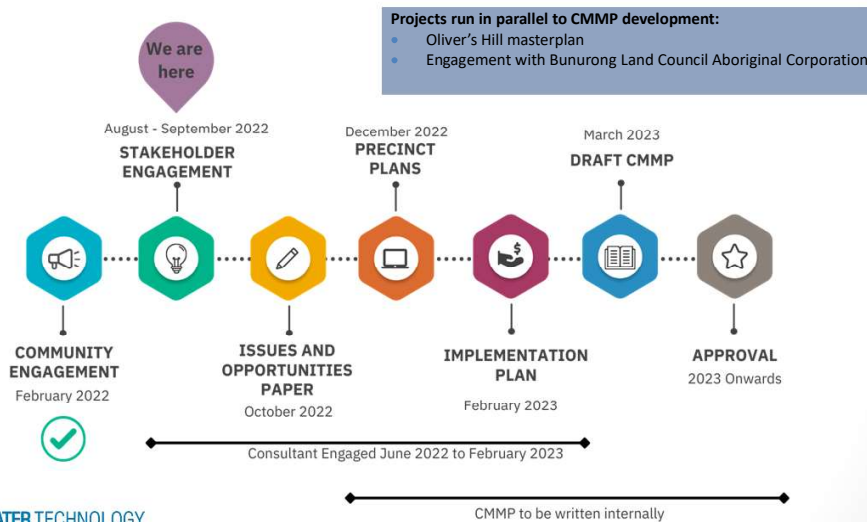 Projects run in parallel to CMMP development:
• Oliver's Hill masterplan
• Engagement with Bunurong Land Council Aboriginal Corporation
We are
here
August - September 2022
STAKEHOLDER
ENGAGEMENT
December 2022
PRECINCT
PLANS
March 2023
DRAFT CMMP
$
COMMUNITY
ENGAGEMENT
February 2022
ISSUES AND
OPPORTUNITIES
PAPER
October 2022
IMPLEMENTATION
PLAN
February 2023
APPROVAL
2023 Onwards
Consultant Engaged June 2022 to February 2023
CMMP to be written internally
ATER TECHNOLOGY